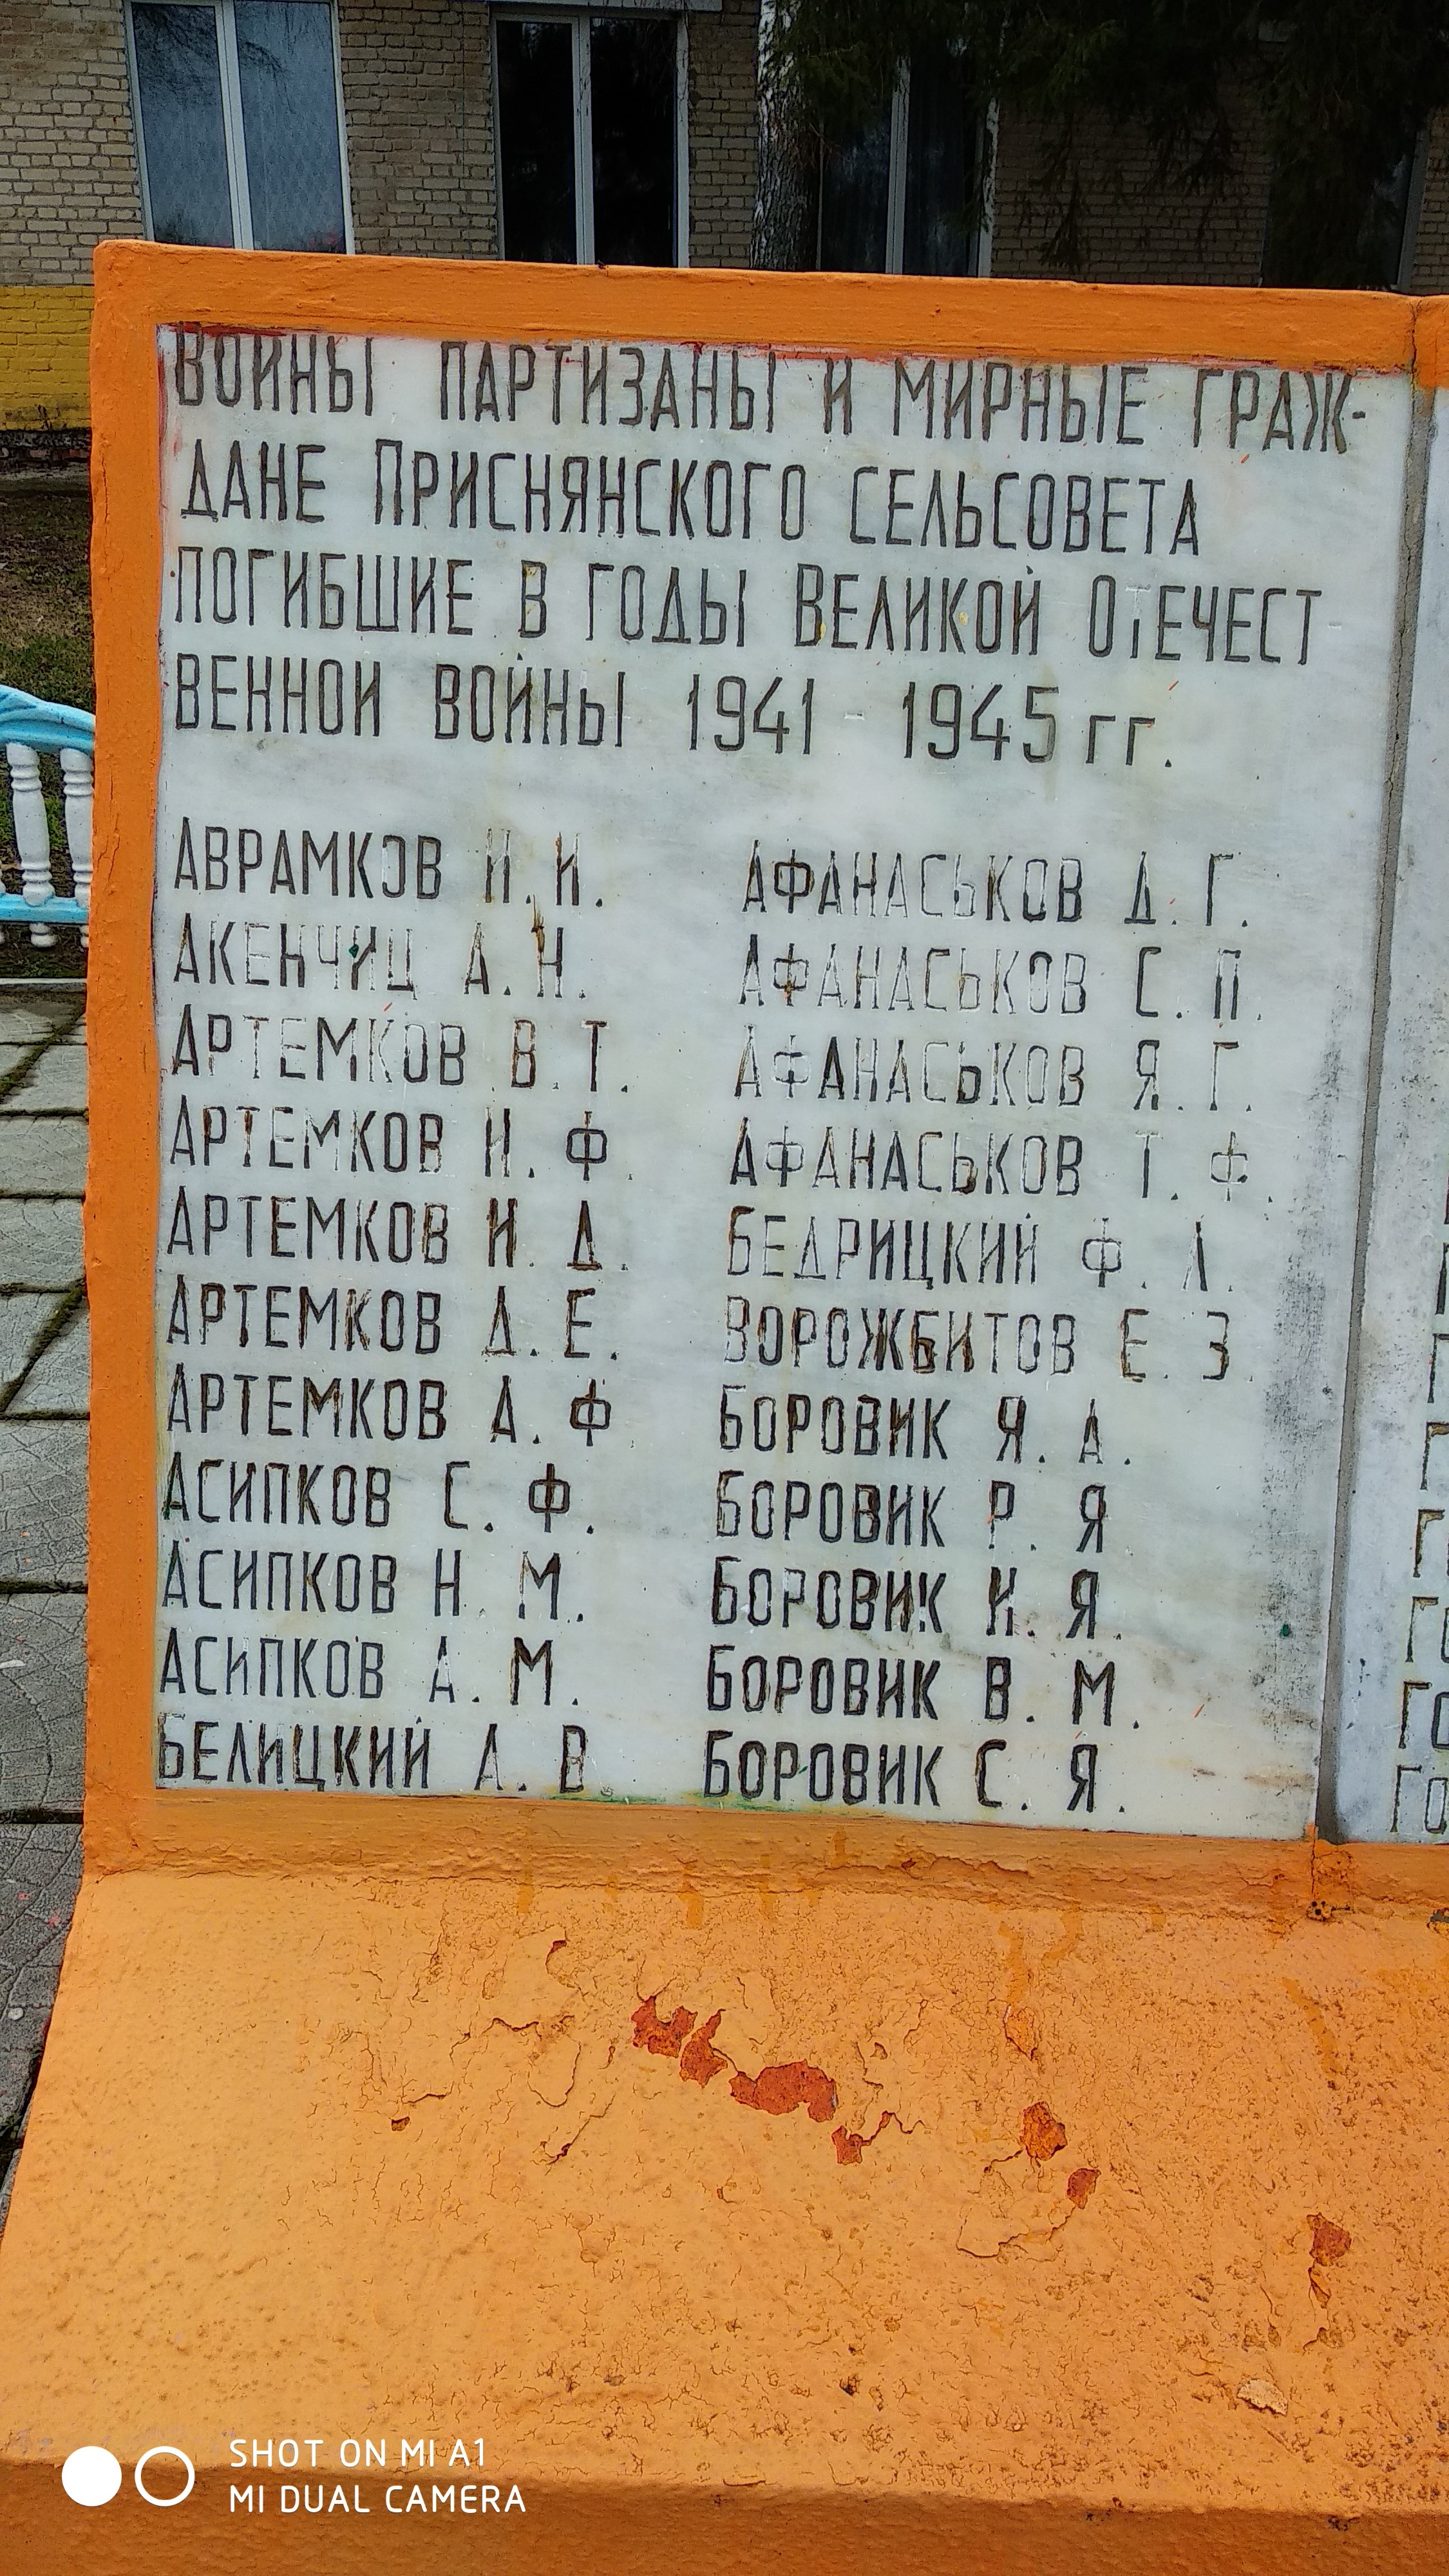 ВОИНЫ ПАРТИЗАНЫ И МИРНЫЕ ГРАЖ-
ДАНЕ ПРИСНЯНСКОГО СЕЛЬСОВЕТА
ПОГИБШИЕ В ГОДЫ ВЕЛИКОЙ ОТЕЧЕСТ-
ВЕННОЙ ВОЙНЫ 1941 - 1945 гг.
АВРАМКОВ И. И.
АКЕНЧИЦ А. Н.
АРТЕМКОВ В. Т.
АРТЕМКОВ И. Ф.
АРТЕМКОВ И. Д.
АРТЕМКОВ Д. Е.
АРТЕМКОВ А. Ф
АСИПКОВ С. Ф.
АСИПКОВ Н. М.
АСИПКОВ А. М.
БЕЛИЦКИЙ А. В
АФАНАСЬКОВ Д. Г.
АФАНАСЬКОВ С. П.
АФАНАСЬКОВ Я. Г.
АФАНАСЬКОВ Т. Ф.
БЕДРИЦКИЙ Ф. Л.
ВОРОЖБИТОВ Е. З.
БОРОВИК Я. А.
БОРОВИК Р. Я.
БОРОВИК И. Я.
БОРОВИК В. М.
БОРОВИК С. Я.
SHOT ON MI A1
MI DUAL CAMERA